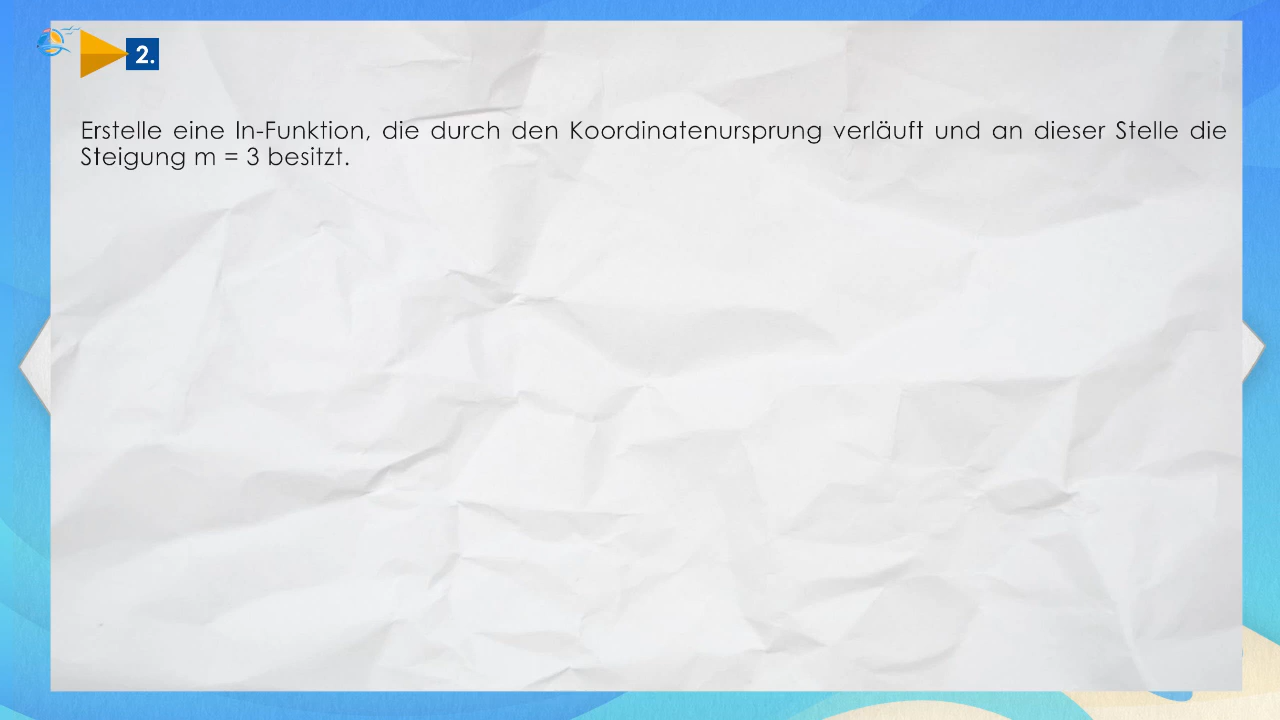 2.
Erstelle eine ln-Funktion, die durch den Koordinatenursprung verläuft und an dieser Stelle die
Steigung m = 3 besitzt.